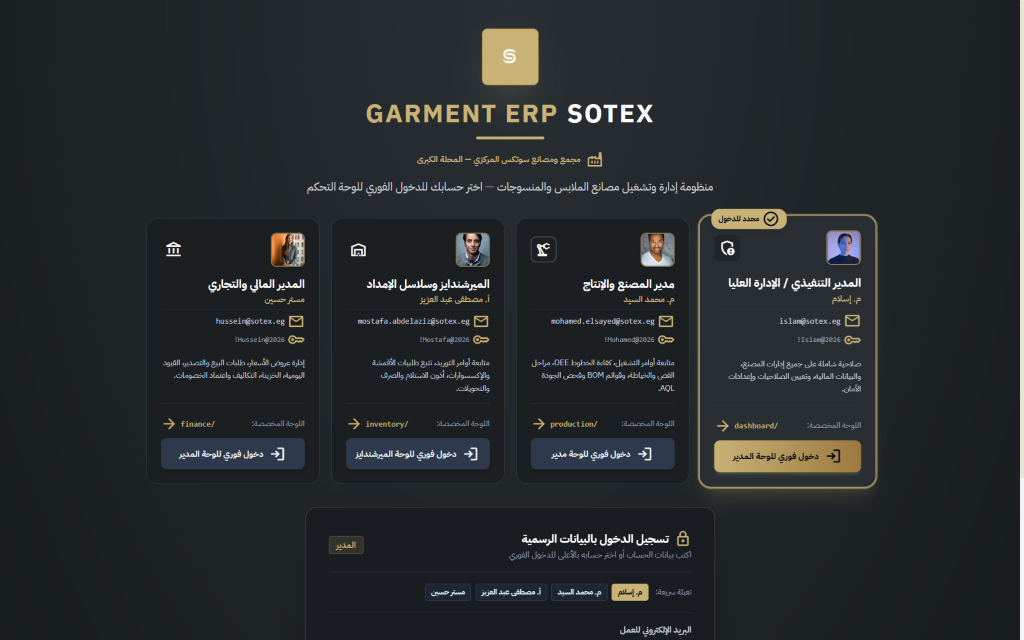 GARMENT ERP SOTEX
مجمع ومصانع سوتكس المركزي — المحلة الكبرى
منظومة إدارة وتشغيل مصانع الملابس والمنسوجات — اختر حسابك للدخول الفوري للوحة التحكم
محدد للدخول
المدير التنفيذي / الإدارة العليا
م. إسلام
islam@sotex.eg
!Islam@2026
صلاحية شاملة على جميع إدارات المصنع،
والبيانات المالية، وتعيين الصلاحيات وإعدادات
الأمان.
اللوحة المخصصة:
dashboard/
دخول فوري للوحة المدير
مدير المصنع والإنتاج
م. محمد السيد
mohamed.elsayed@sotex.eg
!Mohamed@2026
متابعة أوامر التشغيل، كفاءة الخطوط OEE، مراحل
القص والخياطة، وقوائم BOM وفحص الجودة
AQL.
اللوحة المخصصة:
production/
دخول فوري للوحة مدير
الميرشندايز وسلاسل الإمداد
أ. مصطفى عبد العزيز
mostafa.abdelaziz@sotex.eg
!Mostafa@2026
متابعة أوامر التوريد، تتبع طلبات الأقمشة
والإكسسوارات، أذون الاستلام والصرف
والتحويلات.
اللوحة المخصصة:
inventory/
دخول فوري للوحة الميرشندايز
المدير المالي والتجاري
مستر حسين
hussein@sotex.eg
!Hussein@2026
إدارة عروض الأسعار، طلبات البيع والتصدير، القيود
اليومية، الخزينة، التكاليف واعتماد الخصومات.
اللوحة المخصصة:
finance/
دخول فوري للوحة المدير
تسجيل الدخول بالبيانات الرسمية
اكتب بيانات الحساب أو اختر حسابه بالأعلى للدخول الفوري
المدير
تعبئة سريعة:
م. إسلام
م. محمد السيد
أ. مصطفى عبد العزيز
مستر حسين
البريد الإلكتروني للعمل